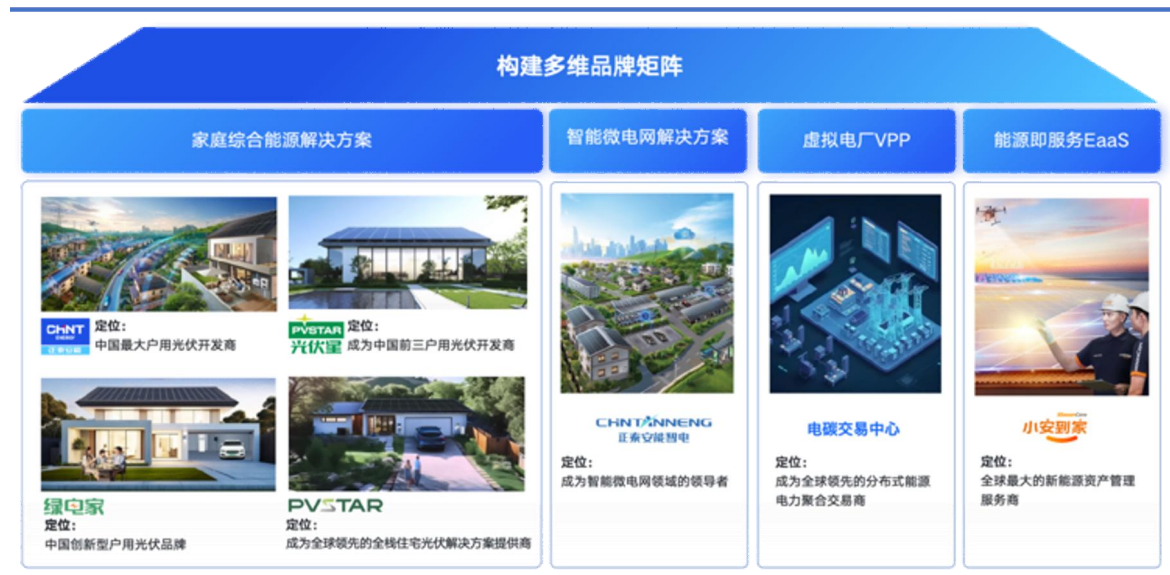 构建多维品牌矩阵
家庭综合能源解决方案
智能微电网解决方案
虚拟电厂VPP
能源即服务EaaS
CHNT
正泰安能
定位：
中国最大户用光伏开发商
PVSTAR
光伏星
定位：
成为中国前三户用光伏开发商
绿电家
定位：
中国创新型户用光伏品牌
PVSTAR
定位：
成为全球领先的全栈住宅光伏解决方案提供商
CHNTANNENG
正泰安能智电
定位：
成为智能微电网领域的领导者
电碳交易中心
定位：
成为全球领先的分布式能源
电力聚合交易商
小安到家
定位：
全球最大的新能源资产管理
服务商